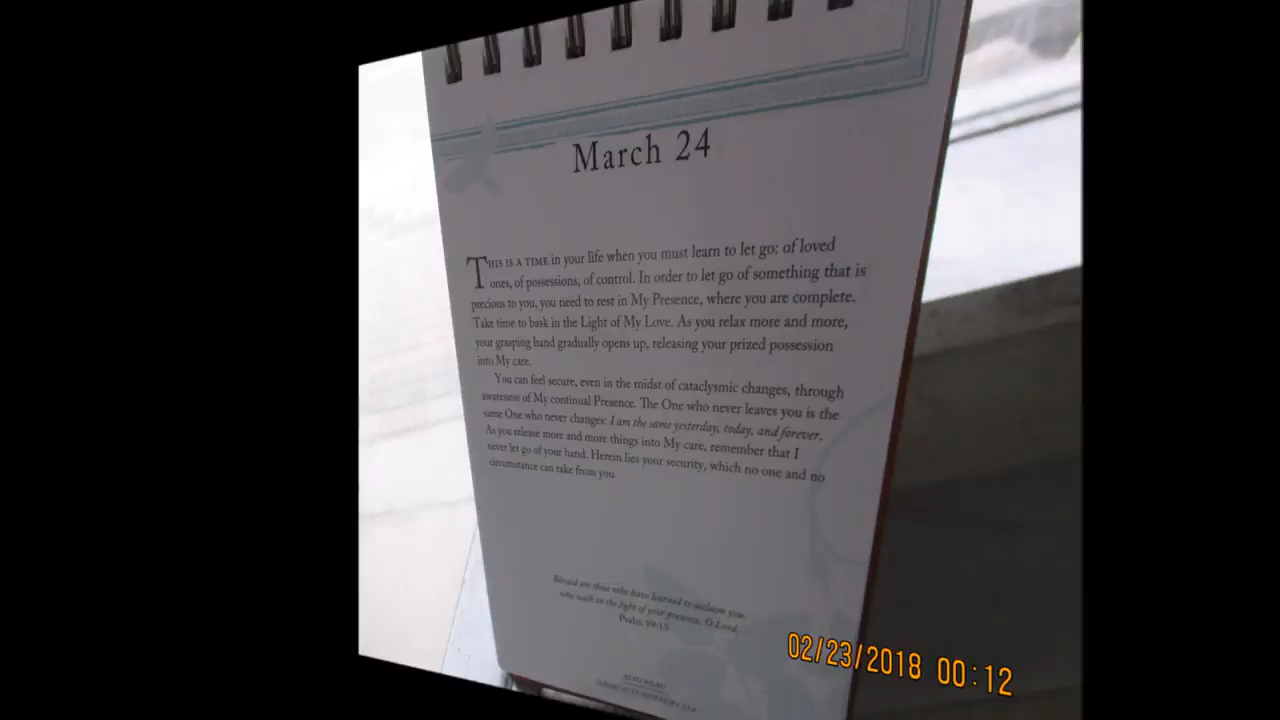 March 24
THIS IS A TIME in your life when you must learn to let go: of loved
ones, of possessions, of control. In order to let go of something that is
precious to you, you need to rest in My Presence, where you are complete.
Take time to bask in the Light of My Love. As you relax more and more,
your grasping hand gradually opens up, releasing your prized possession
into My care.
You can feel secure, even in the midst of cataclysmic changes, through
awareness of My continual Presence. The One who never leaves you is the
same One who never changes: I am the same yesterday, today, and forever.
As you release more and more things into My care, remember that I
never let go of your hand. Herein lies your security, which no one and no
circumstance can take from you.
Blessed are those who have learned to acclaim you,
who walk in the light of your presence, O Lord.
Psalm 89:15
ALSO READ
02/23/2018 00:12